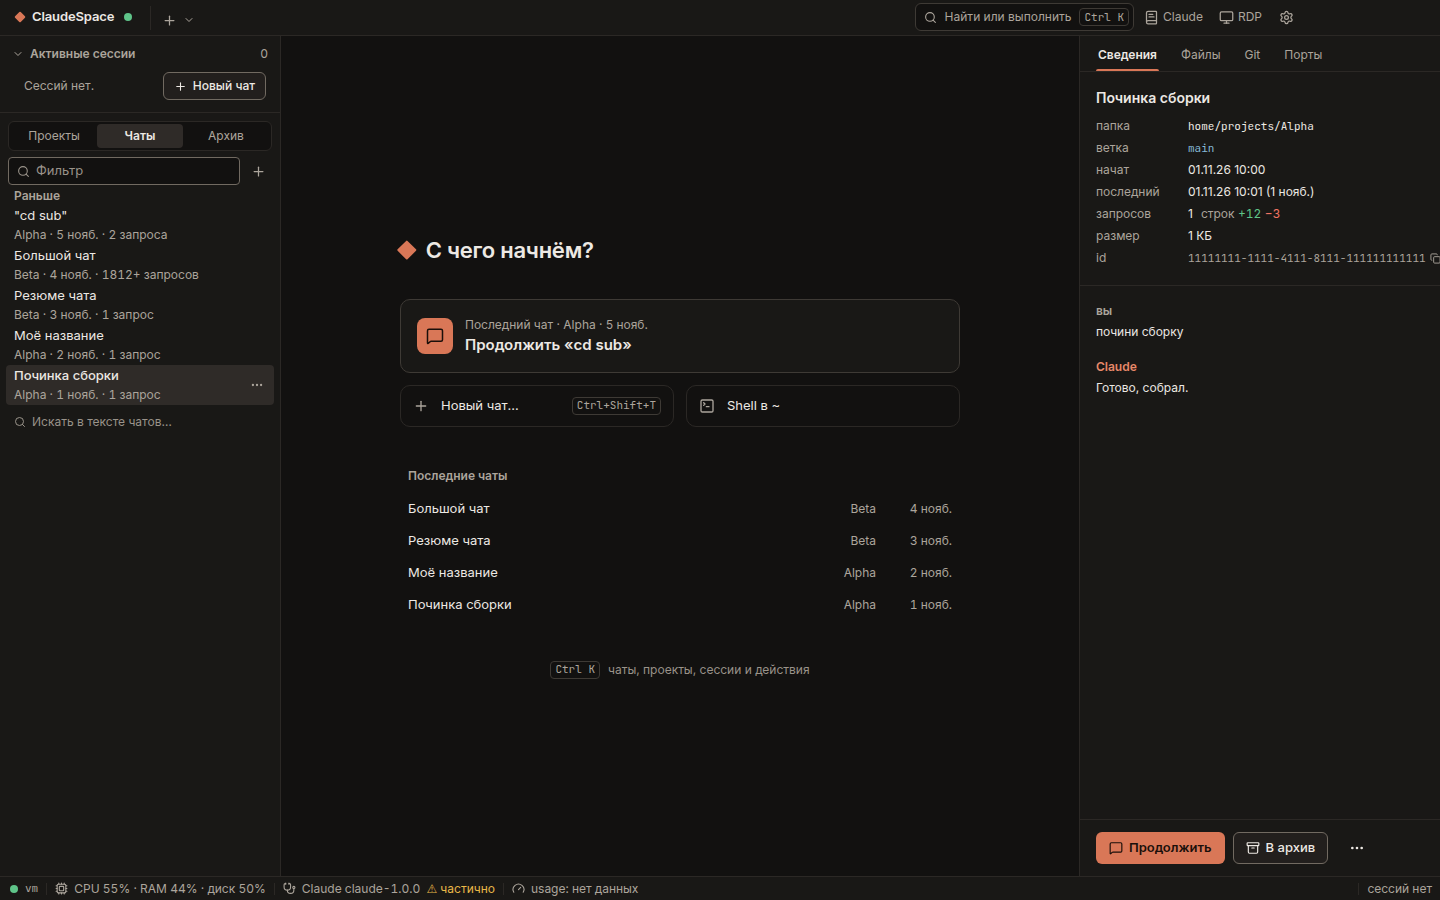 ClaudeSpace
Найти или выполнить Ctrl K Claude RDP
Активные сессии 0
Сессий нет. Новый чат
Проекты Чаты Архив
Фильтр
Раньше
"cd sub"
Alpha · 5 нояб. · 2 запроса
Большой чат
Beta · 4 нояб. · 1812+ запросов
Резюме чата
Beta · 3 нояб. · 1 запрос
Моё название
Alpha · 2 нояб. · 1 запрос
Починка сборки
Alpha · 1 нояб. · 1 запрос
Искать в тексте чатов...
С чего начнём?
Последний чат · Alpha · 5 нояб.
Продолжить «cd sub»
Новый чат... Ctrl+Shift+T
Shell в ~
Последние чаты
Большой чат Beta 4 нояб.
Резюме чата Beta 3 нояб.
Моё название Alpha 2 нояб.
Починка сборки Alpha 1 нояб.
Ctrl K чаты, проекты, сессии и действия
Сведения Файлы Git Порты
Починка сборки
папка home/projects/Alpha
ветка main
начат 01.11.26 10:00
последний 01.11.26 10:01 (1 нояб.)
запросов 1 строк +12 −3
размер 1 КБ
id 11111111-1111-4111-8111-111111111111
вы
почини сборку
Claude
Готово, собрал.
Продолжить В архив
vm CPU 55% · RAM 44% · диск 50% Claude claude-1.0.0 ⚠ частично usage: нет данных сессий нет